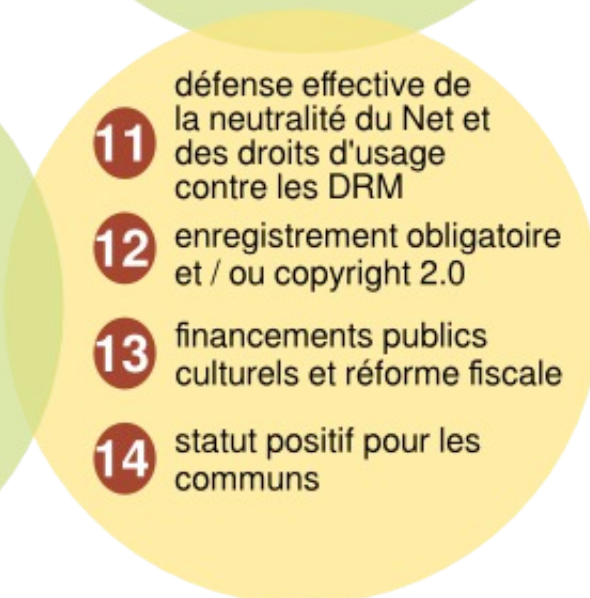 11 défense effective de
la neutralité du Net et
des droits d'usage
contre les DRM
12 enregistrement obligatoire
et / ou copyright 2.0
13 financements publics
culturels et réforme fiscale
14 statut positif pour les
communs